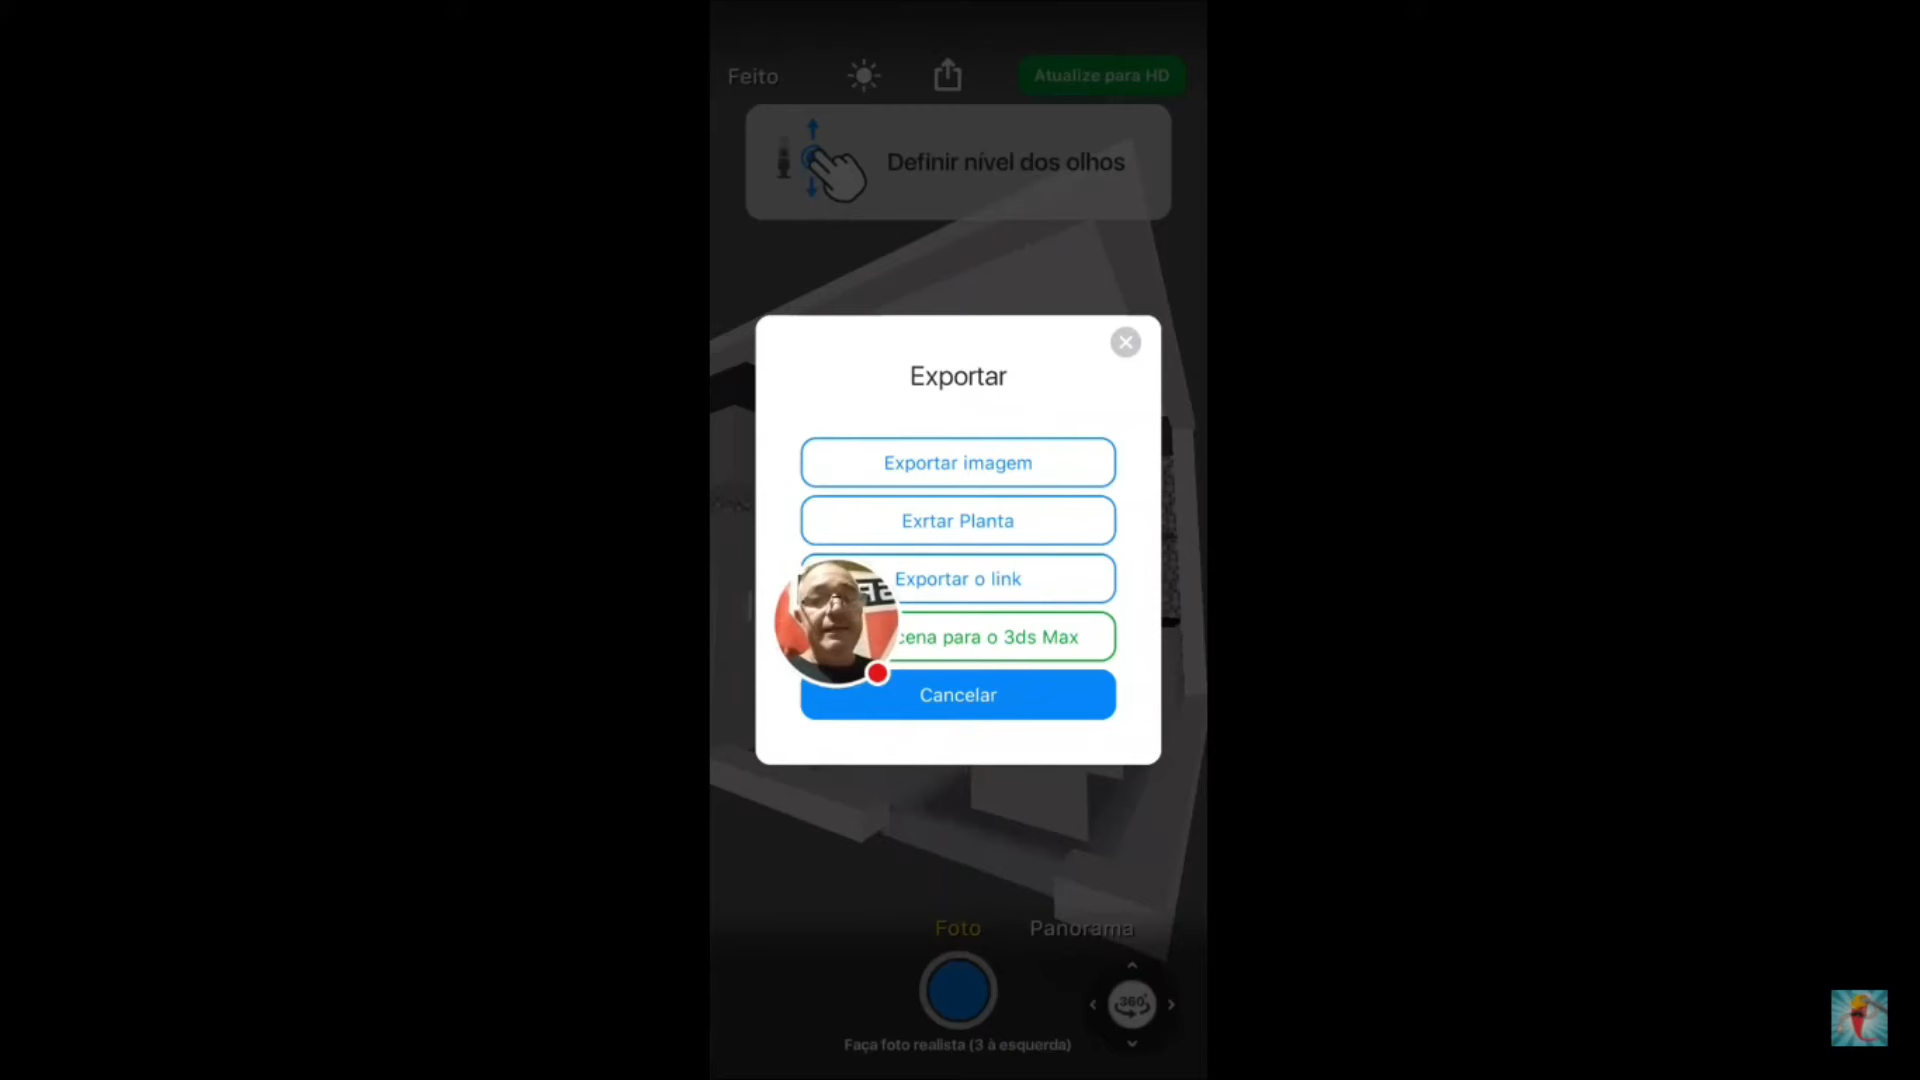 Feito
Atualize para HD
Definir nível dos olhos
Exportar
Exportar imagem
Exrtar Planta
Exportar o link
cena para o 3ds Max
Cancelar
Foto
Panorama
360°
Faça foto realista (3 à esquerda)